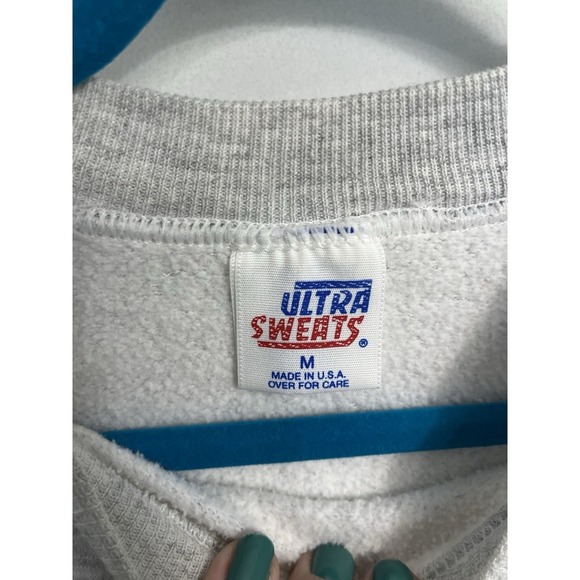 ULTRA
SWEATS®
M
MADE IN U.S.A.
OVER FOR CARE